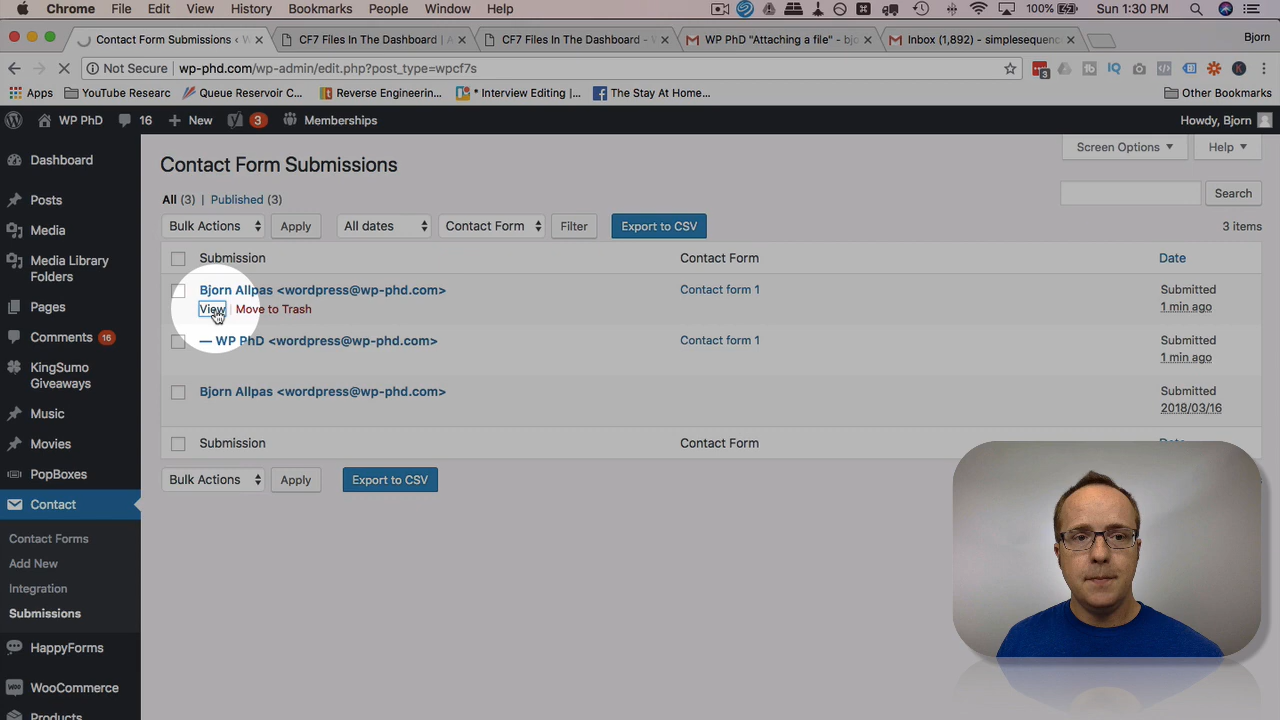 Chrome File Edit View History Bookmarks People Window Help 100% Sun 1:30 PM
Contact Form Submissions ‹ W CF7 Files In The Dashboard | A CF7 Files In The Dashboard - WP PhD "Attaching a file" - bjo Inbox (1,892) - simplesequenc Bjorn
Not Secure wp-phd.com/wp-admin/edit.php?post_type=wpcf7s 3
Apps YouTube Researc Queue Reservoir C... Reverse Engineerin... * Interview Editing |... The Stay At Home... Other Bookmarks
WP PhD 16 New 3 Memberships Howdy, Bjorn
Dashboard
Posts
Media
Media Library
Folders
Pages
Comments 16
KingSumo
Giveaways
Music
Movies
PopBoxes
Contact
Contact Forms
Add New
Integration
Submissions
HappyForms
WooCommerce
Products
Screen Options Help
Contact Form Submissions
All (3) | Published (3)
Search
Bulk Actions Apply All dates Contact Form Filter Export to CSV 3 items
Submission Contact Form Date
Bjorn Allpas <wordpress@wp-phd.com> Contact form 1 Submitted
View | Move to Trash 1 min ago
— WP PhD <wordpress@wp-phd.com> Contact form 1 Submitted
1 min ago
Bjorn Allpas <wordpress@wp-phd.com> Submitted
2018/03/16
Submission Contact Form Date
Bulk Actions Apply Export to CSV